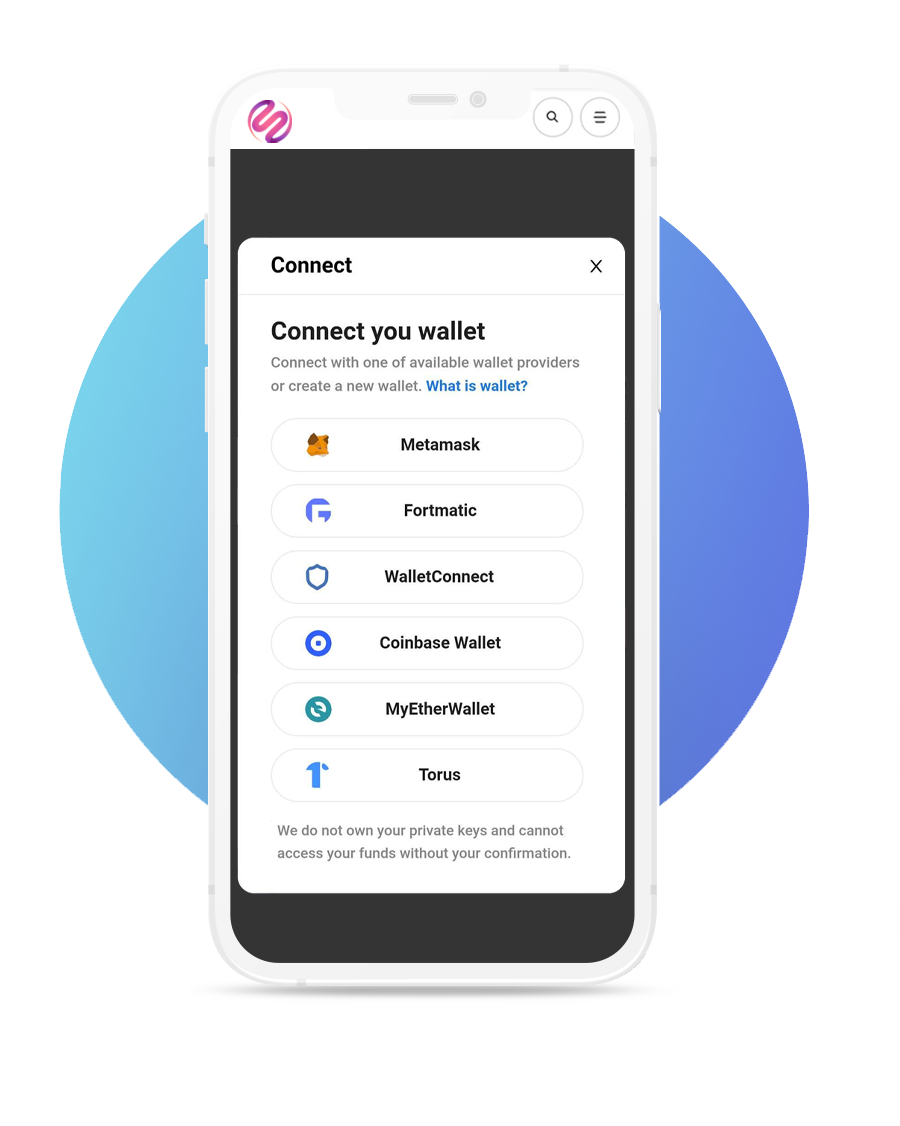 Connect
X
Connect you wallet
Connect with one of available wallet providers
or create a new wallet. What is wallet?
Metamask
Fortmatic
WalletConnect
Coinbase Wallet
MyEtherWallet
Torus
We do not own your private keys and cannot
access your funds without your confirmation.